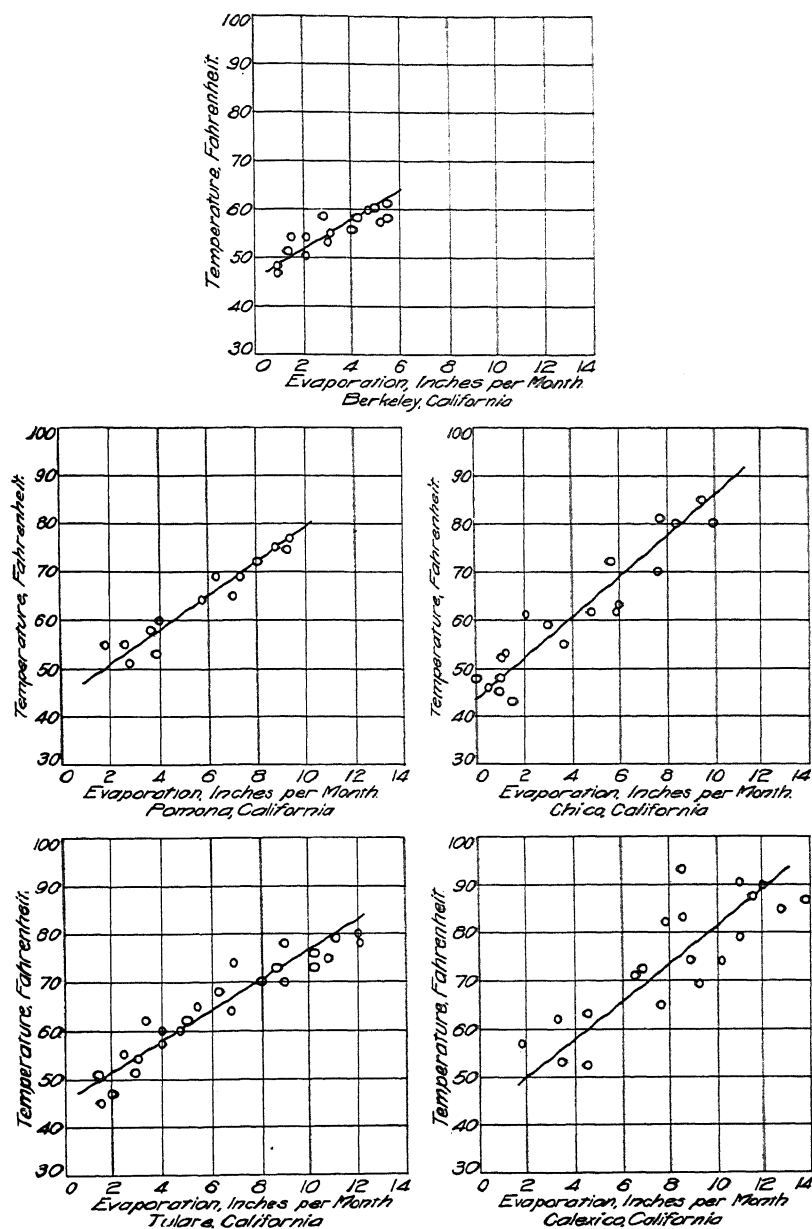 100
90
80
70
60
50
40
30
Temperature, Fahrenheit.
0 2 4 6 8 10 12 14
Evaporation, Inches per Month
Berkeley, California
100
90
80
70
60
50
40
30
Temperature, Fahrenheit.
0 2 4 6 8 10 12 14
Evaporation, Inches per Month
Pomona, California
100
90
80
70
60
50
40
30
Temperature, Fahrenheit.
0 2 4 6 8 10 12 14
Evaporation, Inches per Month
Chico, California
100
90
80
70
60
50
40
30
Temperature, Fahrenheit.
0 2 4 6 8 10 12 14
Evaporation, Inches per Month
Tulare, California
100
90
80
70
60
50
40
30
Temperature, Fahrenheit.
0 2 4 6 8 10 12 14
Evaporation, Inches per Month
Calexico, California